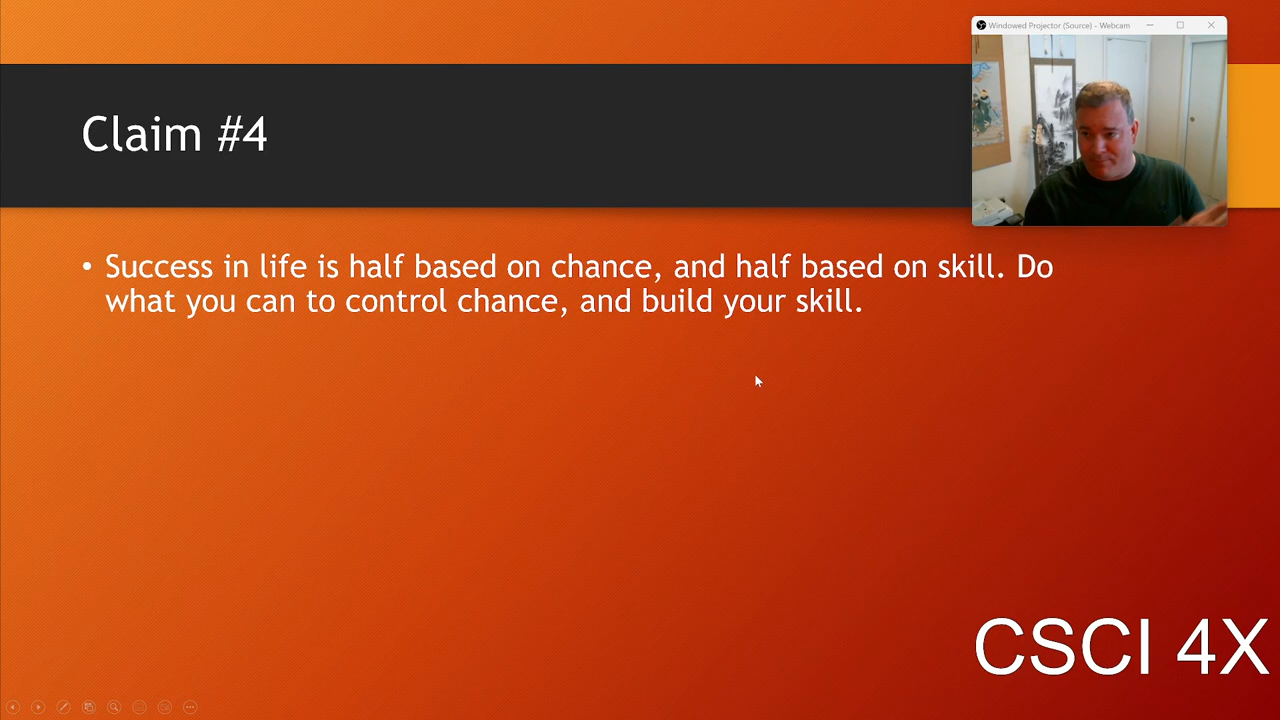 Windowed Projector (Source) - Webcam
Claim #4
• Success in life is half based on chance, and half based on skill. Do
what you can to control chance, and build your skill.
CSCI 4X